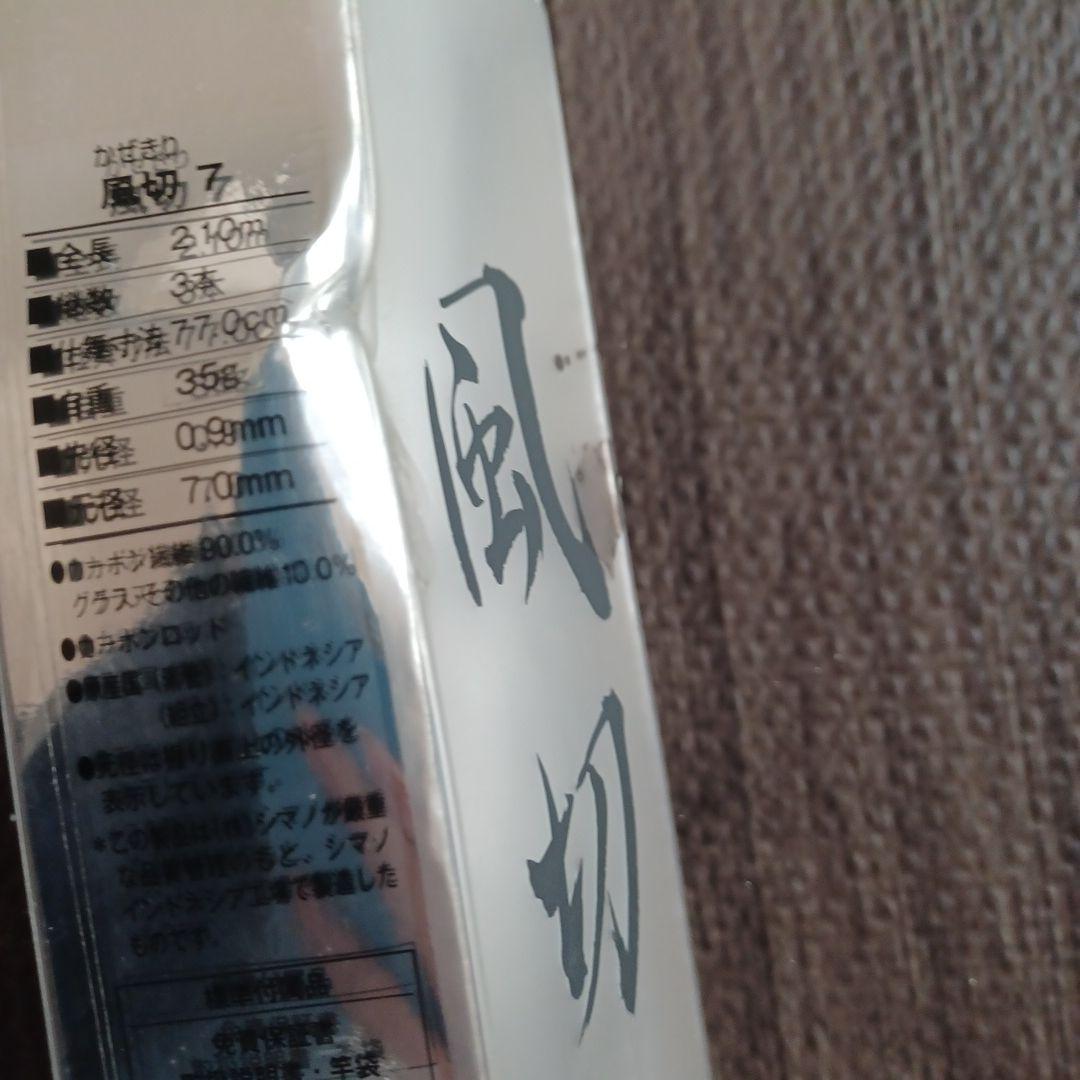 かぜきり
風切 7
■全長 2.10m
■継数 3本
■仕舞寸法 77.0cm
■自重 35g
■先径 0.9mm
■元径 7.0mm
●カーボン繊維 90.0%
グラス/その他の繊維 10.0%
●カーボンロッド
●原産国(素材):インドネシア
(組立):インドネシア
●先径は振り上の外径を
表示しています。
*この製品は(株)シマノが厳重
な品質管理のもと、シマノ
インドネシア工場で製造した
ものです。
標準付属品
免責保証書
説明書・竿袋
風切